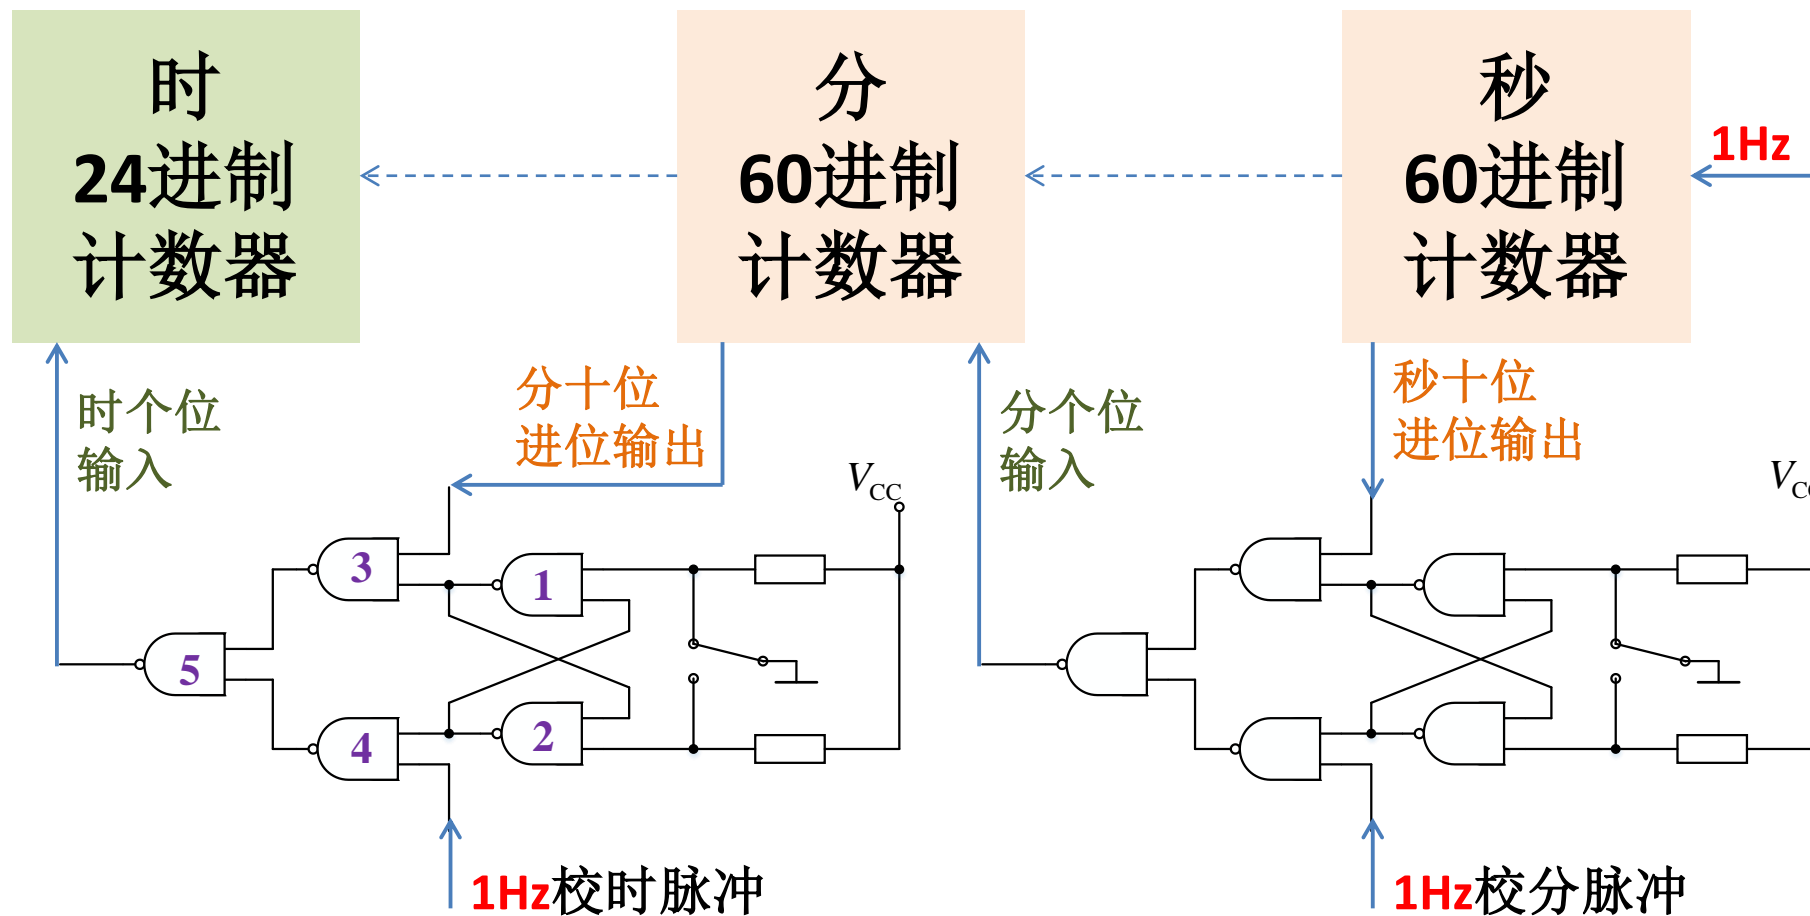 时
24进制
计数器
分
60进制
计数器
秒
60进制
计数器
1Hz
时个位
输入
分十位
进位输出
分个位
输入
秒十位
进位输出
VCC
VCC
3
1
5
4
2
1Hz校时脉冲
1Hz校分脉冲